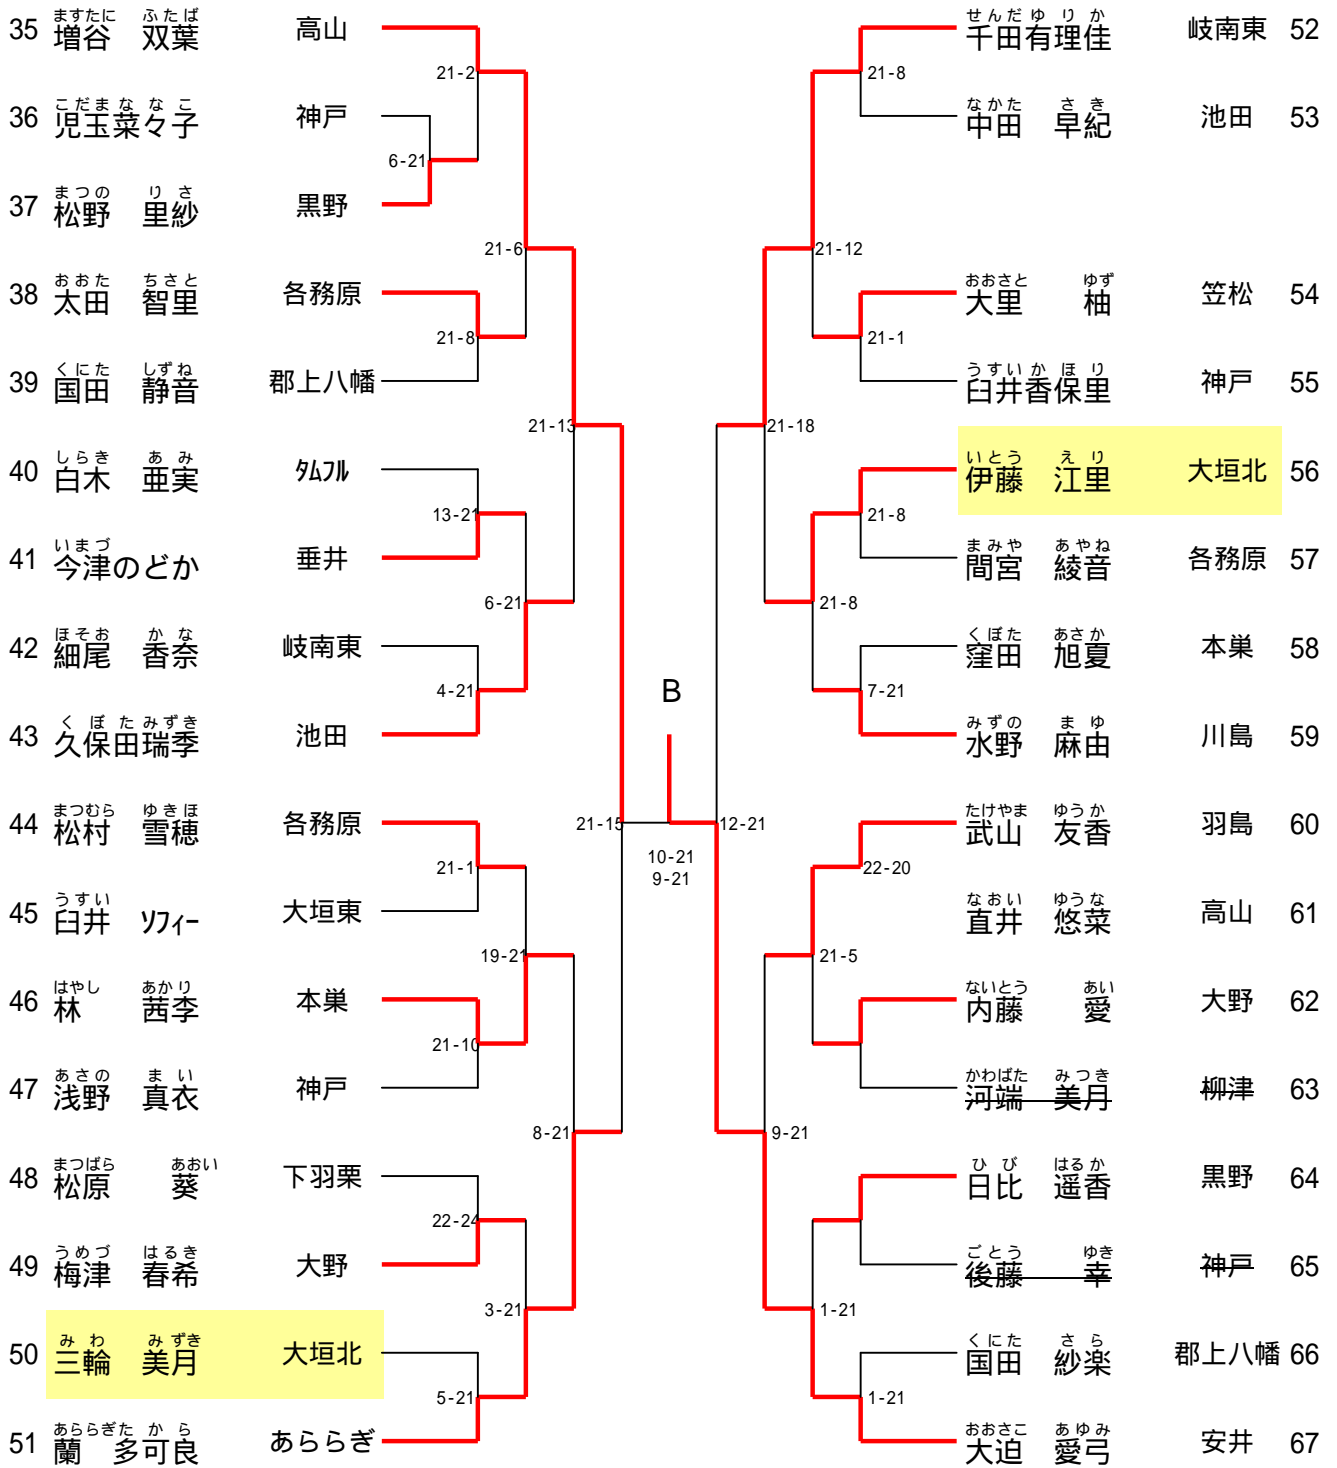 35 増谷 双葉 ますたに ふたば 高山
36 児玉菜々子 こだまななこ 神戸
37 松野 里紗 まつの りさ 黒野
38 太田 智里 おおた ちさと 各務原
39 国田 静音 くにた しずね 郡上八幡
40 白木 亜実 しらき あみ ﾀﾑﾌﾙ
41 今津のどか いまづ 垂井
42 細尾 香奈 ほそお かな 岐南東
43 久保田瑞季 くぼたみずき 池田
44 松村 雪穂 まつむら ゆきほ 各務原
45 臼井 ｿﾌｨｰ うすい 大垣東
46 林 茜李 はやし あかり 本巣
47 浅野 真衣 あさの まい 神戸
48 松原 葵 まつばら あおい 下羽栗
49 梅津 春希 うめづ はるき 大野
50 三輪 美月 みわ みずき 大垣北
51 蘭 多可良 あららぎたから あららぎ
21-2
6-21
21-6
21-8
21-13
13-21
6-21
4-21
21-15
21-1
19-21
21-10
8-21
22-24
3-21
5-21
B
10-21
9-21
千田有理佳 せんだゆりか 岐南東 52
中田 早紀 なかた さき 池田 53
大里 柚 おおさと ゆず 笠松 54
臼井香保里 うすいかほり 神戸 55
伊藤 江里 いとう えり 大垣北 56
間宮 綾音 まみや あやね 各務原 57
窪田 旭夏 くぼた あさか 本巣 58
水野 麻由 みずの まゆ 川島 59
武山 友香 たけやま ゆうか 羽島 60
直井 悠菜 なおい ゆうな 高山 61
内藤 愛 ないとう あい 大野 62
河端 美月 かわばた みつき 柳津 63
日比 遥香 ひび はるか 黒野 64
後藤 幸 ごとう ゆき 神戸 65
国田 紗楽 くにた さら 郡上八幡 66
大迫 愛弓 おおさこ あゆみ 安井 67
21-8
21-12
21-1
21-18
21-8
21-8
7-21
12-21
22-20
21-5
9-21
1-21
1-21